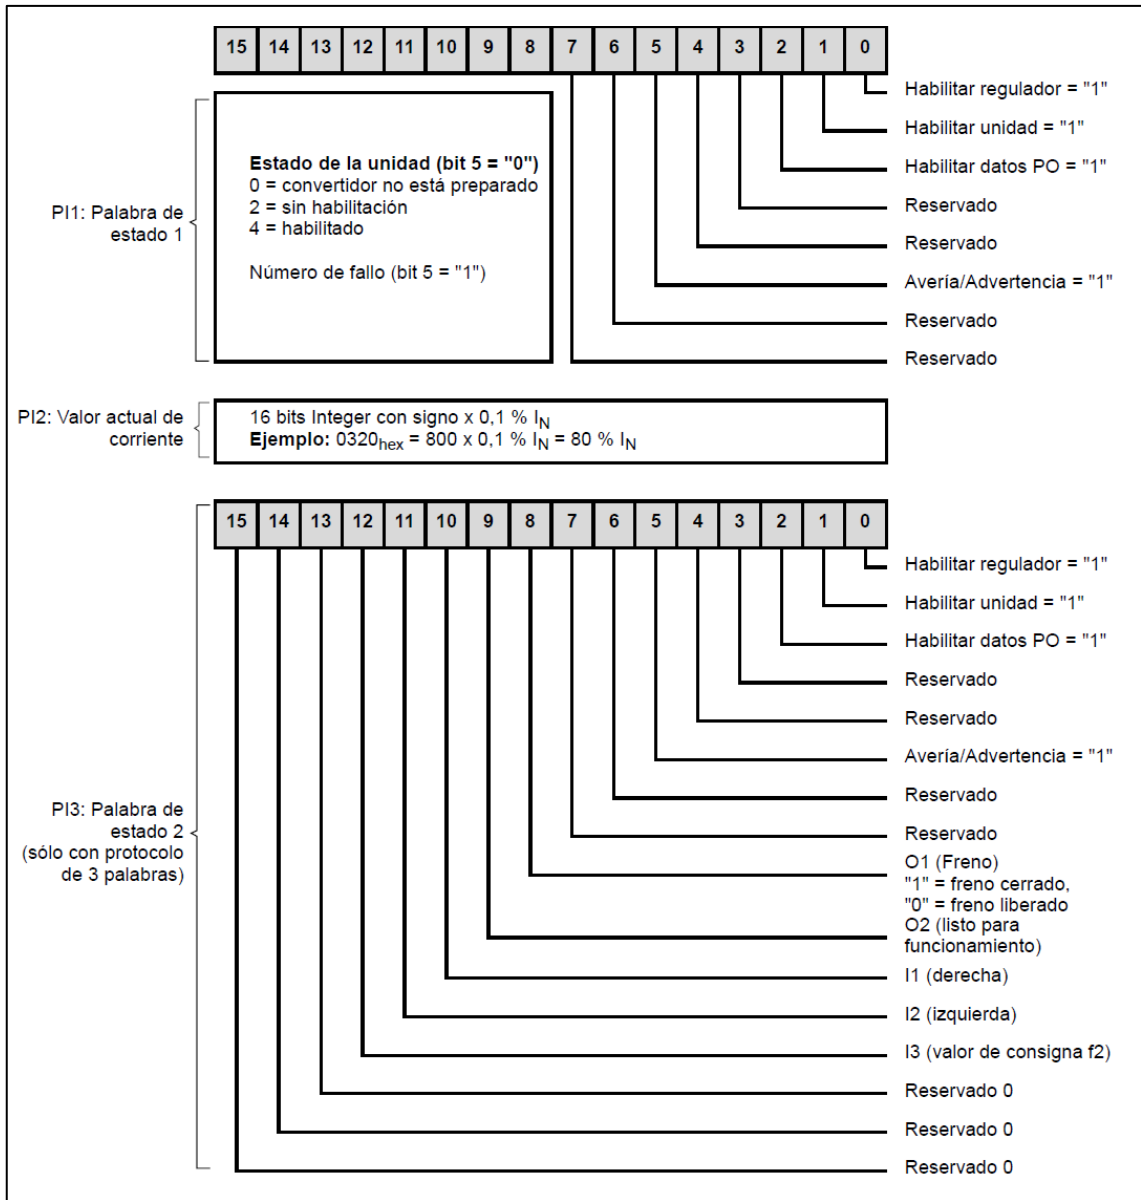 15 14 13 12 11 10 9 8 7 6 5 4 3 2 1 0
Habilitar regulador = "1"
Habilitar unidad = "1"
Habilitar datos PO = "1"
Reservado
Reservado
Avería/Advertencia = "1"
Reservado
Reservado
PI1: Palabra de
estado 1
Estado de la unidad (bit 5 = "0")
0 = convertidor no está preparado
2 = sin habilitación
4 = habilitado
Número de fallo (bit 5 = "1")
PI2: Valor actual de
corriente
16 bits Integer con signo x 0,1 % IN
Ejemplo: 0320hex = 800 x 0,1 % IN = 80 % IN
15 14 13 12 11 10 9 8 7 6 5 4 3 2 1 0
Habilitar regulador = "1"
Habilitar unidad = "1"
Habilitar datos PO = "1"
Reservado
Reservado
Avería/Advertencia = "1"
Reservado
Reservado
O1 (Freno)
"1" = freno cerrado,
"0" = freno liberado
O2 (listo para
funcionamiento)
I1 (derecha)
I2 (izquierda)
I3 (valor de consigna f2)
Reservado 0
Reservado 0
Reservado 0
PI3: Palabra de
estado 2
(sólo con protocolo
de 3 palabras)